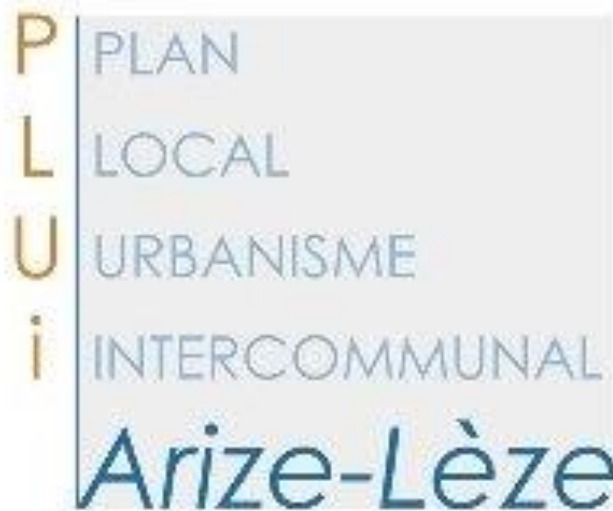 P PLAN
L LOCAL
U URBANISME
i INTERCOMMUNAL
Arize-Lèze